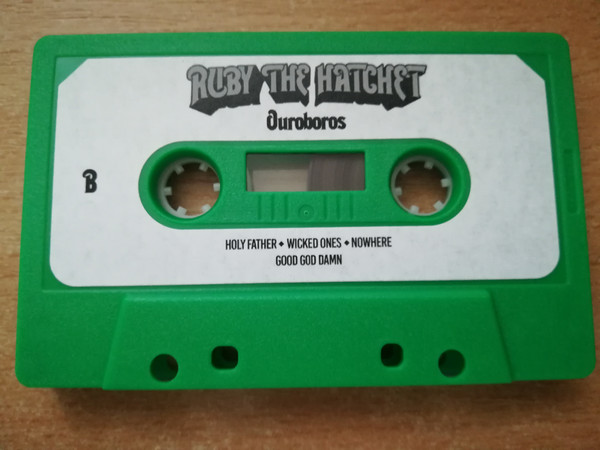 RUBY THE HATCHET
Ouroboros
B
HOLY FATHER ◆ WICKED ONES ◆ NOWHERE
GOOD GOD DAMN